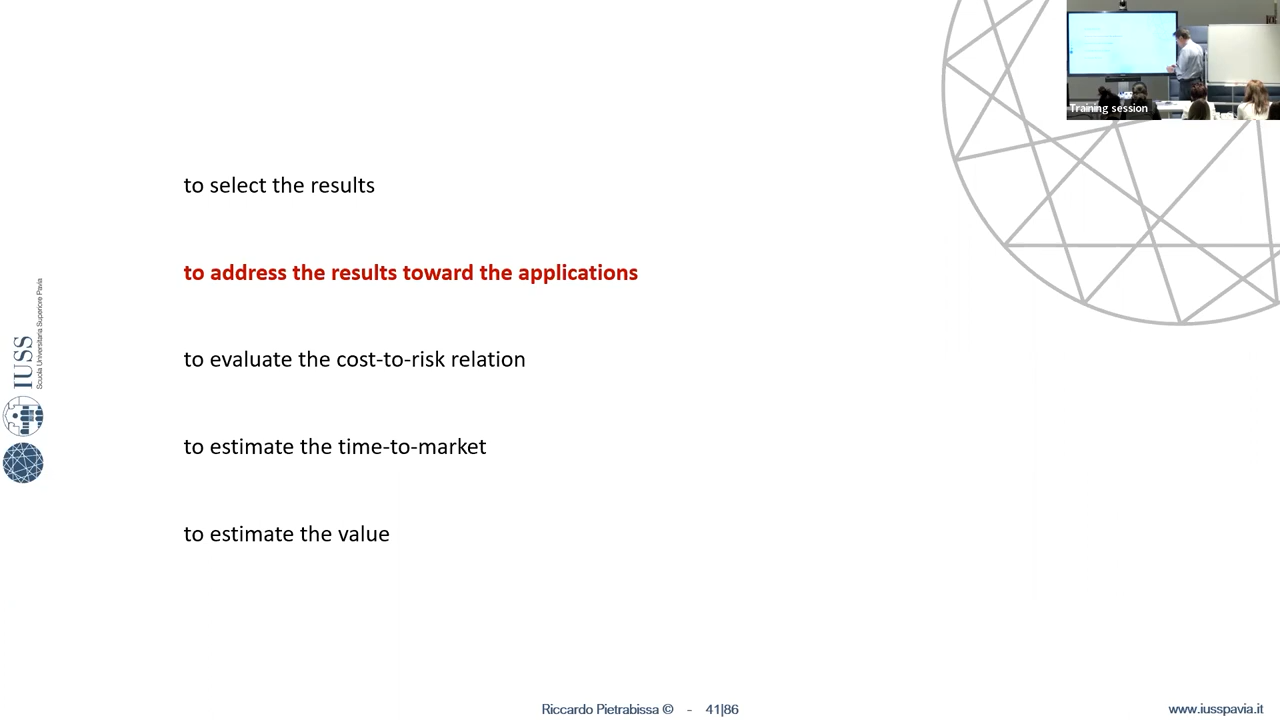 Training session
to select the results
to address the results toward the applications
to evaluate the cost-to-risk relation
to estimate the time-to-market
to estimate the value
IUSS
Scuola Universitaria Superiore Pavia
Riccardo Pietrabissa © - 41|86
www.iusspavia.it